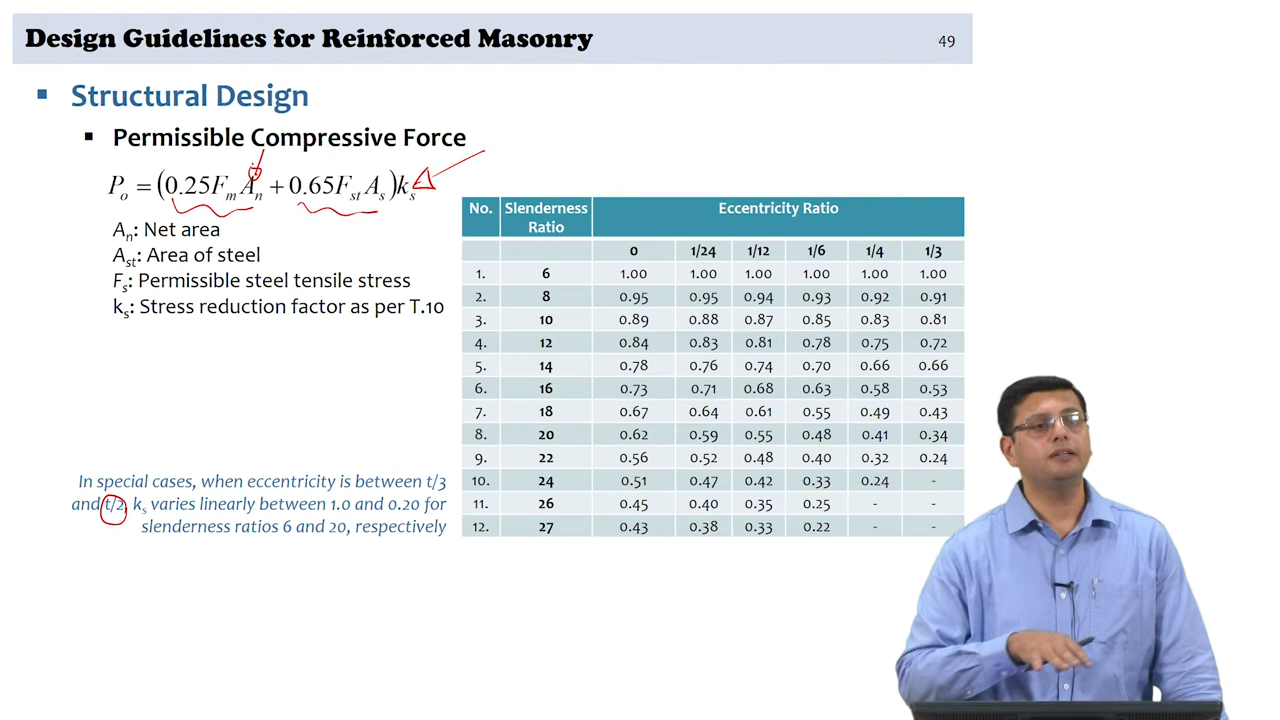 Design Guidelines for Reinforced Masonry
49
▪ Structural Design
▪ Permissible Compressive Force
Pₒ = (0.25FₘAₙ + 0.65FₛₜAₛ)kₛ
Aₙ: Net area
Aₛₜ: Area of steel
Fₛ: Permissible steel tensile stress
kₛ: Stress reduction factor as per T.10
In special cases, when eccentricity is between t/3
and t/2, kₛ varies linearly between 1.0 and 0.20 for
slenderness ratios 6 and 20, respectively
No. Slenderness Ratio Eccentricity Ratio
0 1/24 1/12 1/6 1/4 1/3
1. 6 1.00 1.00 1.00 1.00 1.00 1.00
2. 8 0.95 0.95 0.94 0.93 0.92 0.91
3. 10 0.89 0.88 0.87 0.85 0.83 0.81
4. 12 0.84 0.83 0.81 0.78 0.75 0.72
5. 14 0.78 0.76 0.74 0.70 0.66 0.66
6. 16 0.73 0.71 0.68 0.63 0.58 0.53
7. 18 0.67 0.64 0.61 0.55 0.49 0.43
8. 20 0.62 0.59 0.55 0.48 0.41 0.34
9. 22 0.56 0.52 0.48 0.40 0.32 0.24
10. 24 0.51 0.47 0.42 0.33 0.24 -
11. 26 0.45 0.40 0.35 0.25 - -
12. 27 0.43 0.38 0.33 0.22 - -